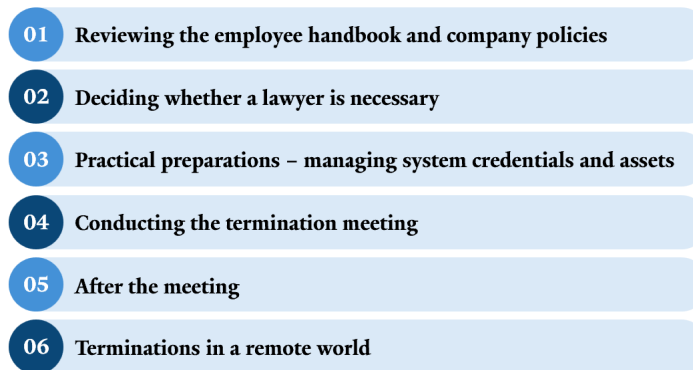 01 Reviewing the employee handbook and company policies
02 Deciding whether a lawyer is necessary
03 Practical preparations – managing system credentials and assets
04 Conducting the termination meeting
05 After the meeting
06 Terminations in a remote world